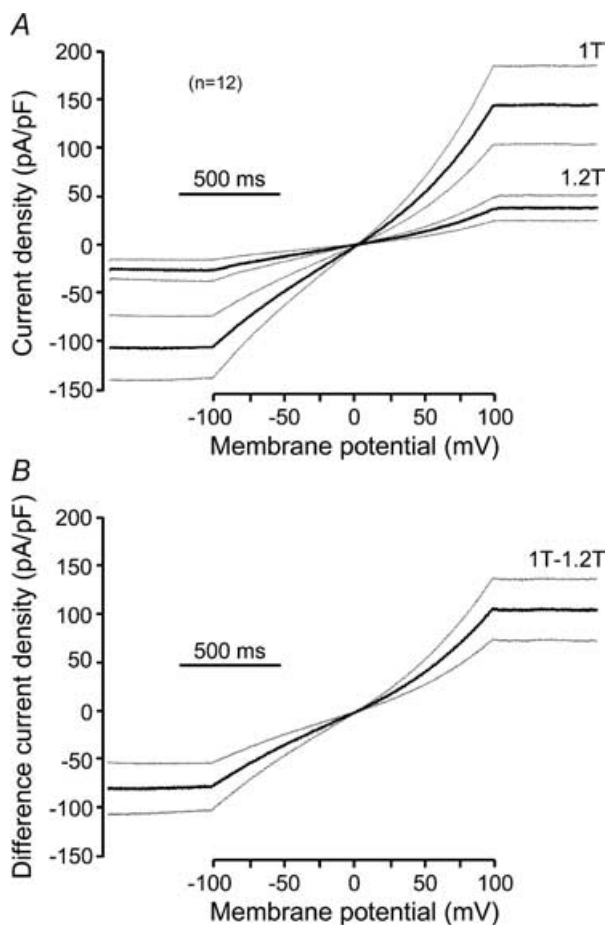 A
Current density (pA/pF)
200
150
100
50
0
-50
-100
-150
(n=12)
500 ms
1T
1.2T
-100 -50 0 50 100
Membrane potential (mV)
B
Difference current density (pA/pF)
200
150
100
50
0
-50
-100
-150
500 ms
1T-1.2T
-100 -50 0 50 100
Membrane potential (mV)